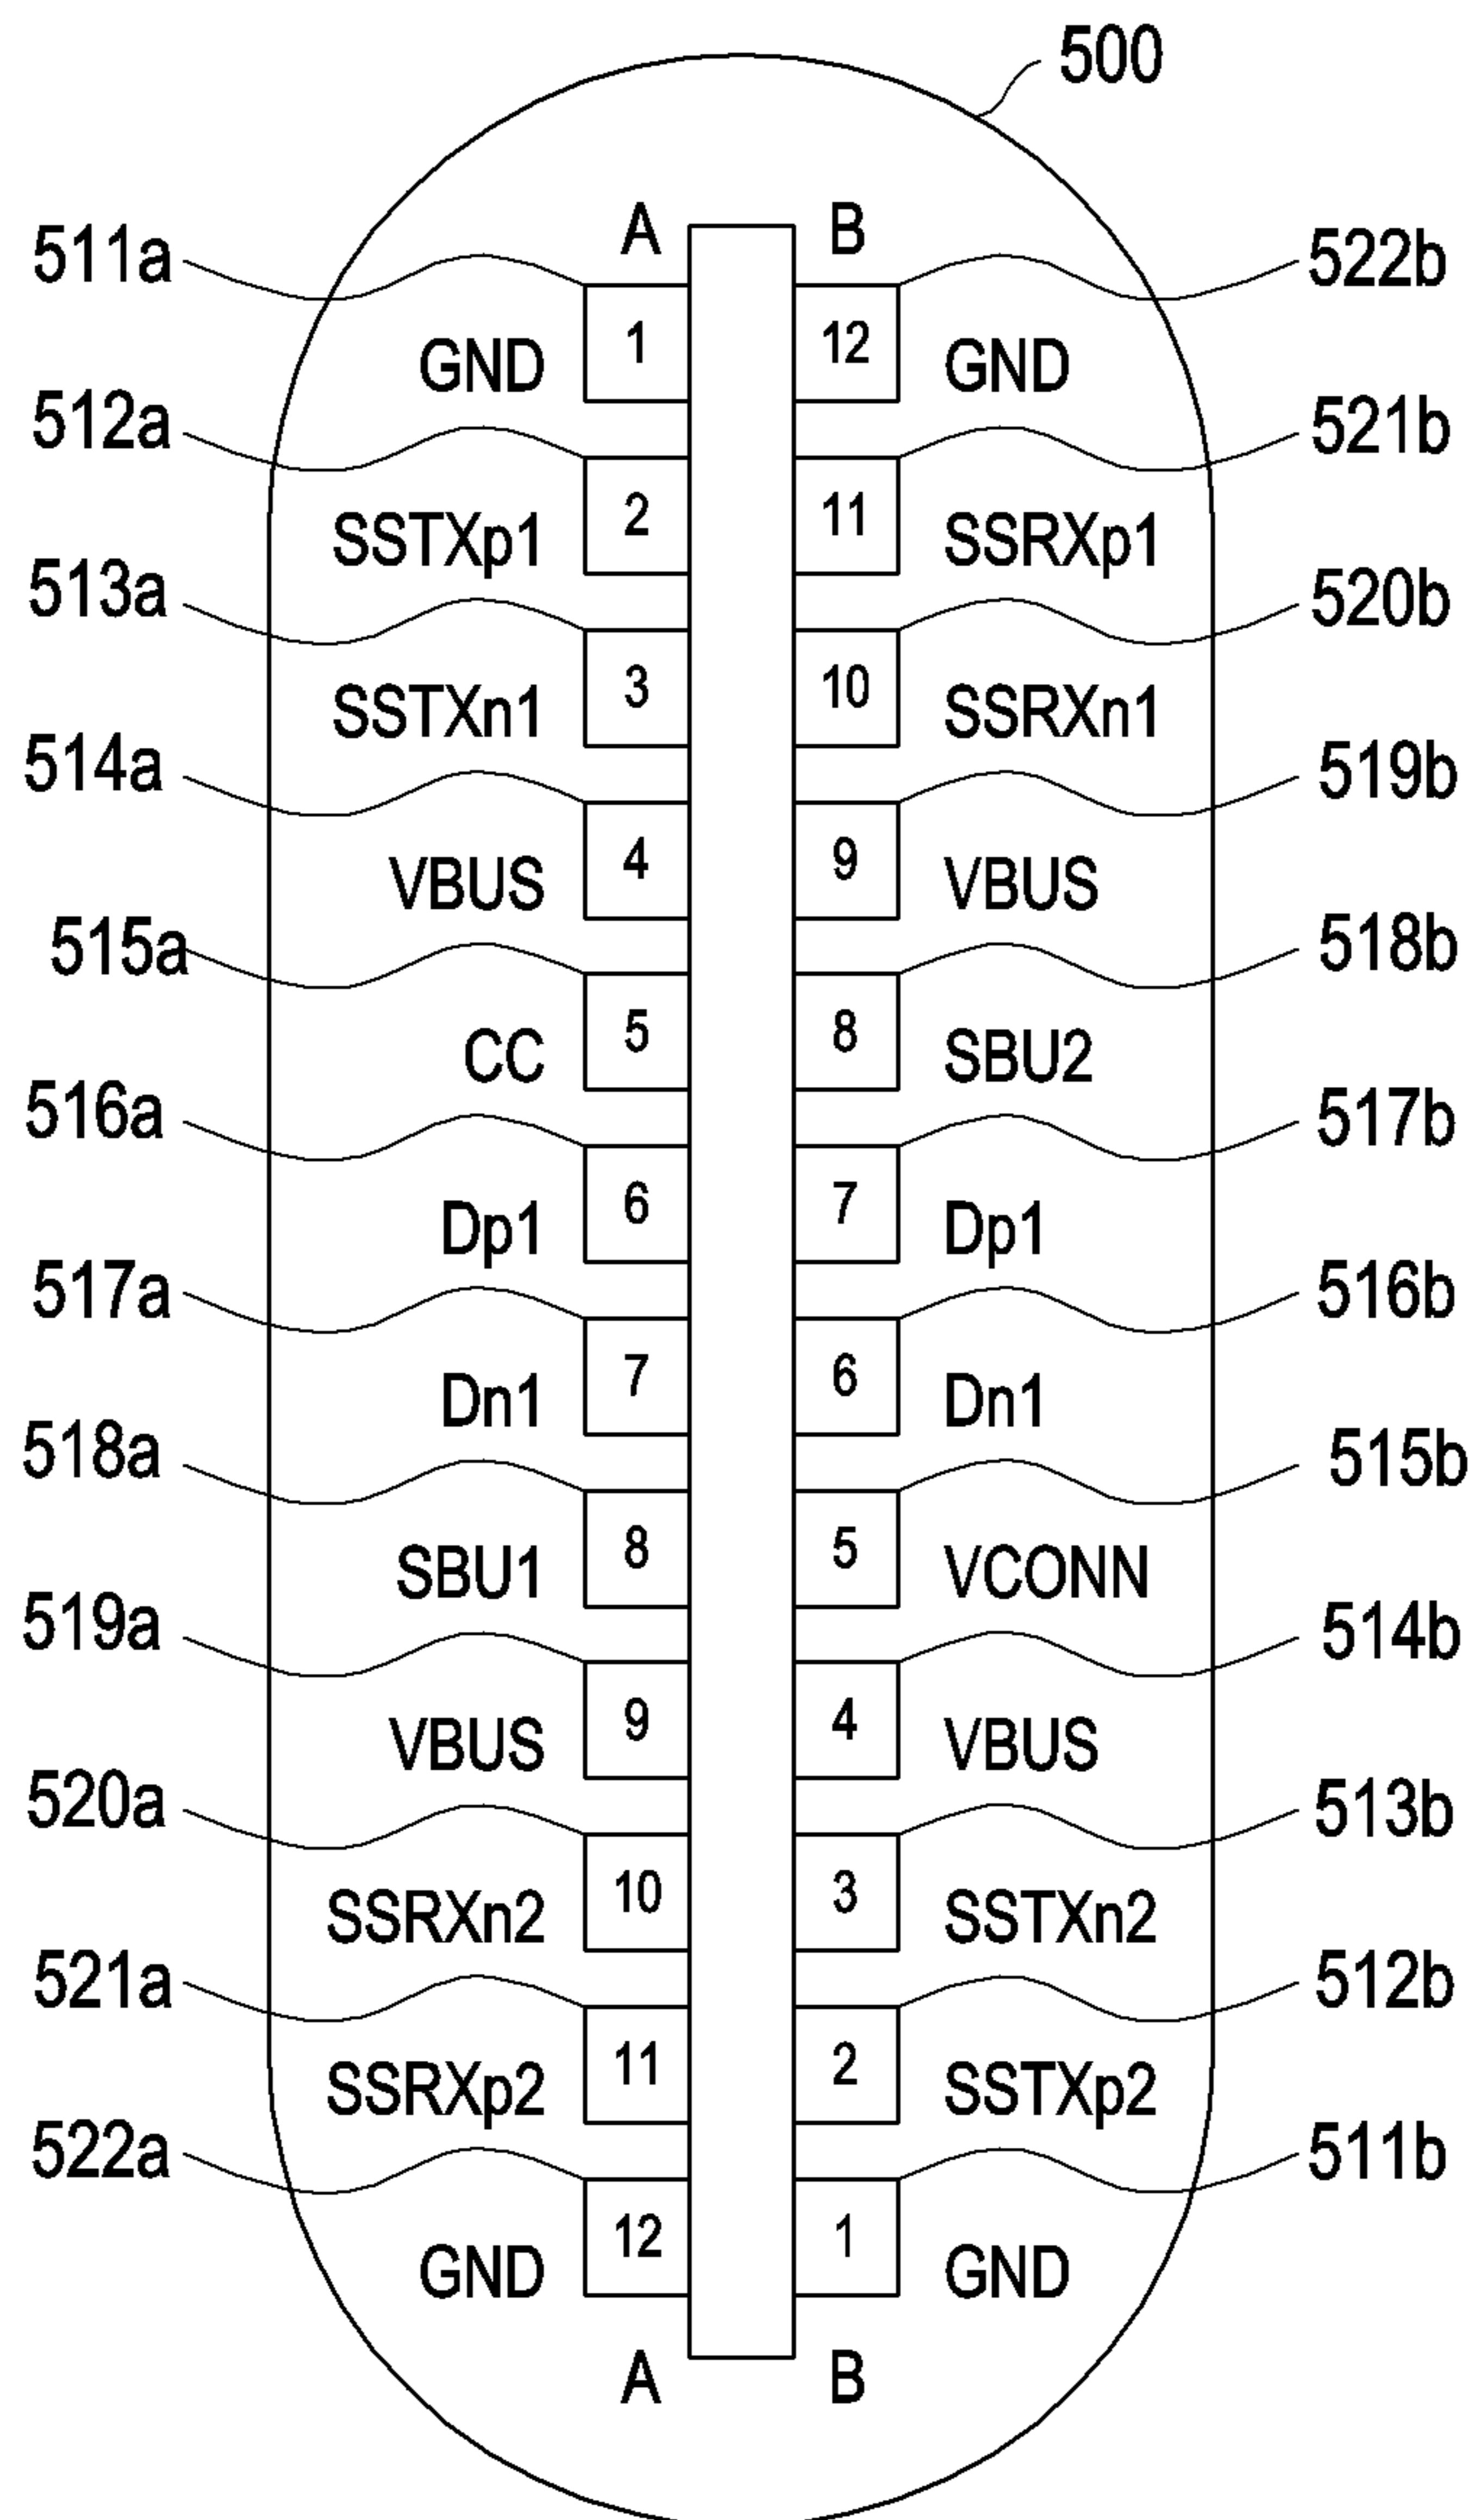 500
A B
511a 1 12 522b
GND GND
512a 2 11 521b
SSTXp1 SSRXp1
513a 3 10 520b
SSTXn1 SSRXn1
514a 4 9 519b
VBUS VBUS
515a 5 8 518b
CC SBU2
516a 6 7 517b
Dp1 Dp1
517a 7 6 516b
Dn1 Dn1
518a 8 5 515b
SBU1 VCONN
519a 9 4 514b
VBUS VBUS
520a 10 3 513b
SSRXn2 SSTXn2
521a 11 2 512b
SSRXp2 SSTXp2
522a 12 1 511b
GND GND
A B